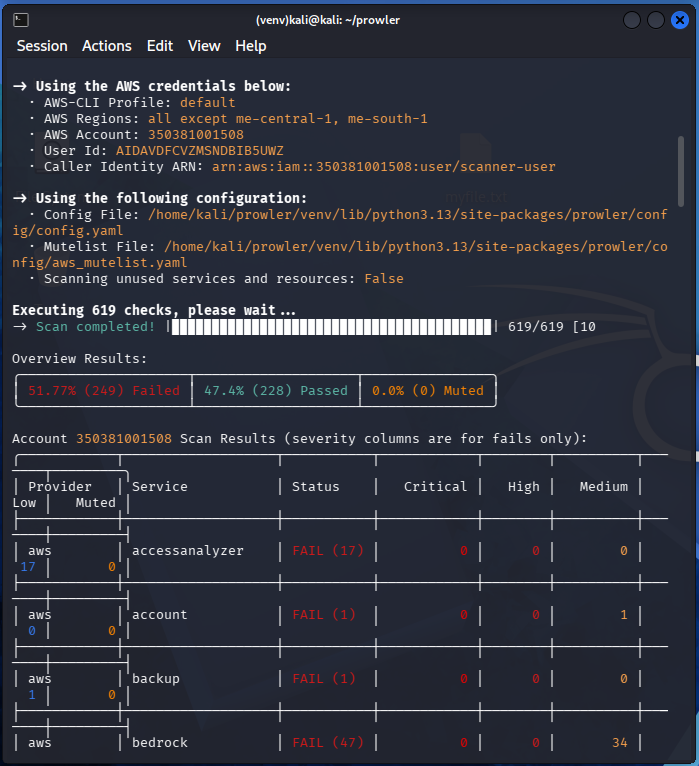 (venv)kali@kali: ~/prowler
Session Actions Edit View Help
→ Using the AWS credentials below:
· AWS-CLI Profile: default
· AWS Regions: all except me-central-1, me-south-1
· AWS Account: 350381001508
· User Id: AIDAVDFCVZMSNDBIB5UWZ
· Caller Identity ARN: arn:aws:iam::350381001508:user/scanner-user
→ Using the following configuration:
· Config File: /home/kali/prowler/venv/lib/python3.13/site-packages/prowler/conf
ig/config.yaml
· Mutelist File: /home/kali/prowler/venv/lib/python3.13/site-packages/prowler/co
nfig/aws_mutelist.yaml
· Scanning unused services and resources: False
Executing 619 checks, please wait...
→ Scan completed! | | 619/619 [10
Overview Results:
51.77% (249) Failed | 47.4% (228) Passed | 0.0% (0) Muted
Account 350381001508 Scan Results (severity columns are for fails only):
| Provider | Service | Status | Critical | High | Medium |
Low | Muted |
| aws | accessanalyzer | FAIL (17) | 0 | 0 | 0 |
17 | 0 |
| aws | account | FAIL (1) | 0 | 0 | 1 |
0 | 0 |
| aws | backup | FAIL (1) | 0 | 0 | 0 |
1 | 0 |
| aws | bedrock | FAIL (47) | 0 | 0 | 34 |